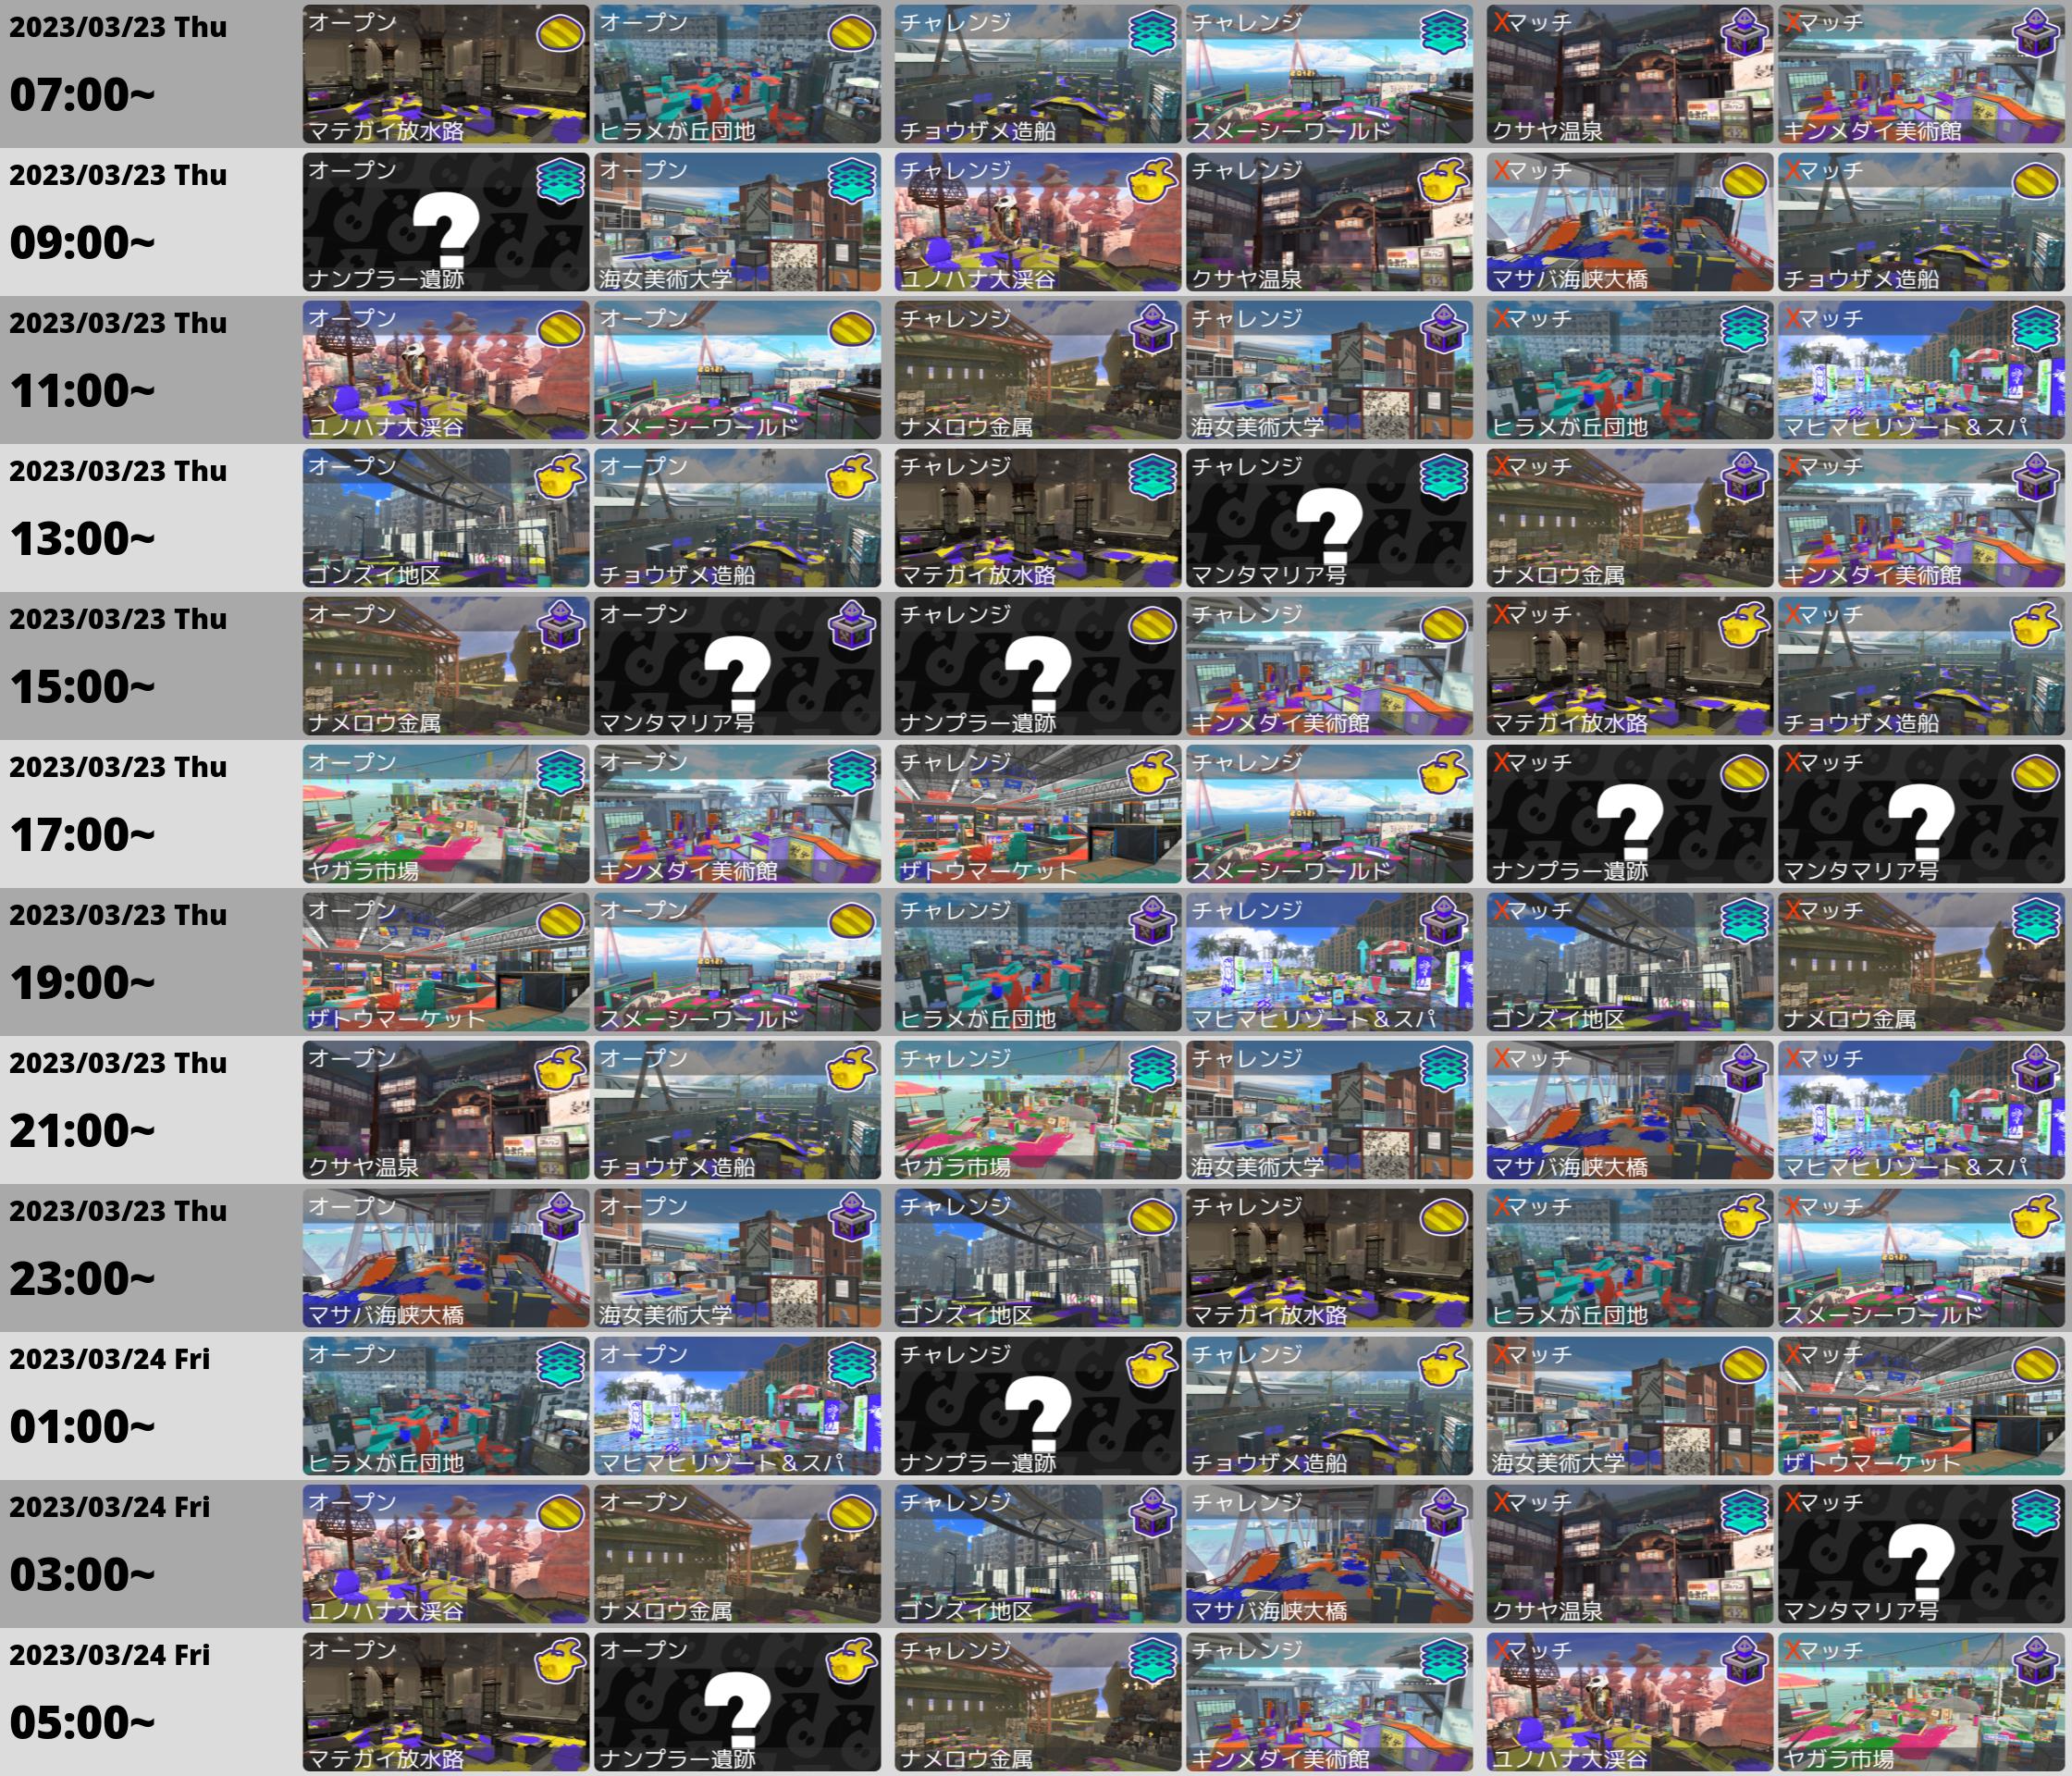 2023/03/23 Thu
07:00~
オープン
マテガイ放水路
オープン
ヒラメが丘団地
チャレンジ
チョウザメ造船
チャレンジ
スメーシーワールド
Xマッチ
クサヤ温泉
Xマッチ
キンメダイ美術館
2023/03/23 Thu
09:00~
オープン
?
ナンプラー遺跡
オープン
海女美術大学
チャレンジ
ユノハナ大渓谷
チャレンジ
クサヤ温泉
Xマッチ
マサバ海峡大橋
Xマッチ
チョウザメ造船
2023/03/23 Thu
11:00~
オープン
ユノハナ大渓谷
オープン
スメーシーワールド
チャレンジ
ナメロウ金属
チャレンジ
海女美術大学
Xマッチ
ヒラメが丘団地
Xマッチ
マヒマヒリゾート&スパ
2023/03/23 Thu
13:00~
オープン
ゴンズイ地区
オープン
チョウザメ造船
チャレンジ
マテガイ放水路
チャレンジ
?
マンタマリア号
Xマッチ
ナメロウ金属
Xマッチ
キンメダイ美術館
2023/03/23 Thu
15:00~
オープン
ナメロウ金属
オープン
?
マンタマリア号
チャレンジ
?
ナンプラー遺跡
チャレンジ
キンメダイ美術館
Xマッチ
マテガイ放水路
Xマッチ
チョウザメ造船
2023/03/23 Thu
17:00~
オープン
ヤガラ市場
オープン
キンメダイ美術館
チャレンジ
ザトウマーケット
チャレンジ
スメーシーワールド
Xマッチ
?
ナンプラー遺跡
Xマッチ
?
マンタマリア号
2023/03/23 Thu
19:00~
オープン
ザトウマーケット
オープン
スメーシーワールド
チャレンジ
ヒラメが丘団地
チャレンジ
マヒマヒリゾート&スパ
Xマッチ
ゴンズイ地区
Xマッチ
ナメロウ金属
2023/03/23 Thu
21:00~
オープン
クサヤ温泉
オープン
チョウザメ造船
チャレンジ
ヤガラ市場
チャレンジ
海女美術大学
Xマッチ
マサバ海峡大橋
Xマッチ
マヒマヒリゾート&スパ
2023/03/23 Thu
23:00~
オープン
マサバ海峡大橋
オープン
海女美術大学
チャレンジ
ゴンズイ地区
チャレンジ
マテガイ放水路
Xマッチ
ヒラメが丘団地
Xマッチ
スメーシーワールド
2023/03/24 Fri
01:00~
オープン
ヒラメが丘団地
オープン
マヒマヒリゾート&スパ
チャレンジ
?
ナンプラー遺跡
チャレンジ
チョウザメ造船
Xマッチ
海女美術大学
Xマッチ
ザトウマーケット
2023/03/24 Fri
03:00~
オープン
ユノハナ大渓谷
オープン
ナメロウ金属
チャレンジ
ゴンズイ地区
チャレンジ
マサバ海峡大橋
Xマッチ
クサヤ温泉
Xマッチ
?
マンタマリア号
2023/03/24 Fri
05:00~
オープン
マテガイ放水路
オープン
?
ナンプラー遺跡
チャレンジ
ナメロウ金属
チャレンジ
キンメダイ美術館
Xマッチ
ユノハナ大渓谷
Xマッチ
ヤガラ市場